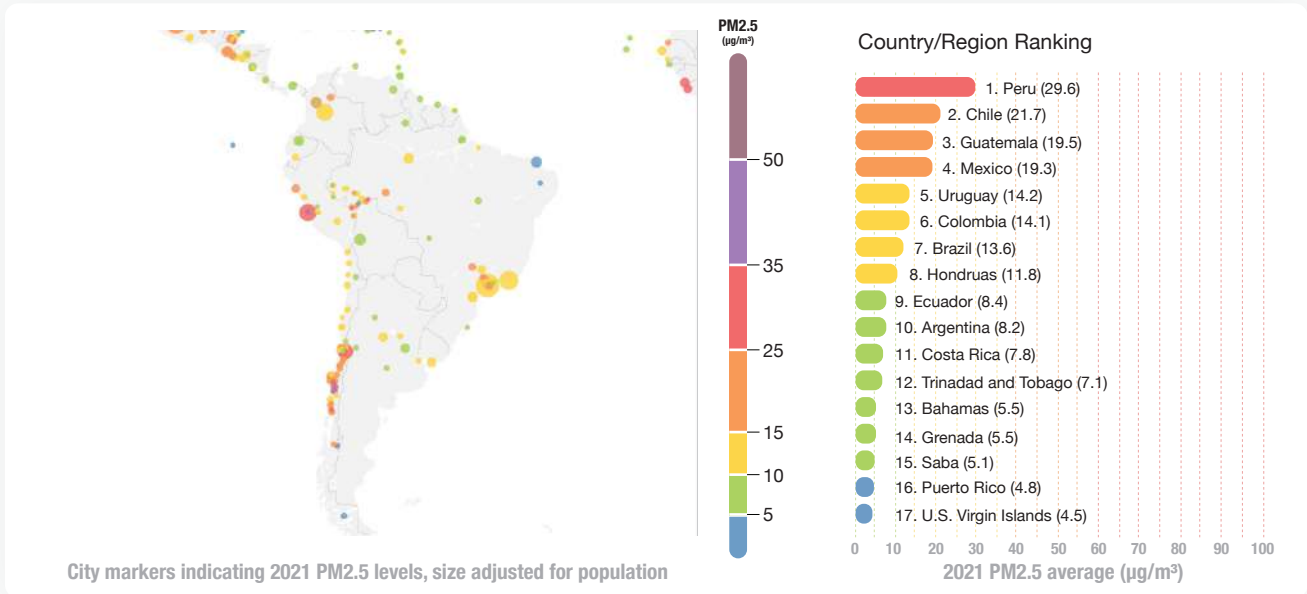 PM2.5
(µg/m³)
50
35
25
15
10
5
City markers indicating 2021 PM2.5 levels, size adjusted for population
Country/Region Ranking
1. Peru (29.6)
2. Chile (21.7)
3. Guatemala (19.5)
4. Mexico (19.3)
5. Uruguay (14.2)
6. Colombia (14.1)
7. Brazil (13.6)
8. Hondruas (11.8)
9. Ecuador (8.4)
10. Argentina (8.2)
11. Costa Rica (7.8)
12. Trinadad and Tobago (7.1)
13. Bahamas (5.5)
14. Grenada (5.5)
15. Saba (5.1)
16. Puerto Rico (4.8)
17. U.S. Virgin Islands (4.5)
0 10 20 30 40 50 60 70 80 90 100
2021 PM2.5 average (µg/m³)